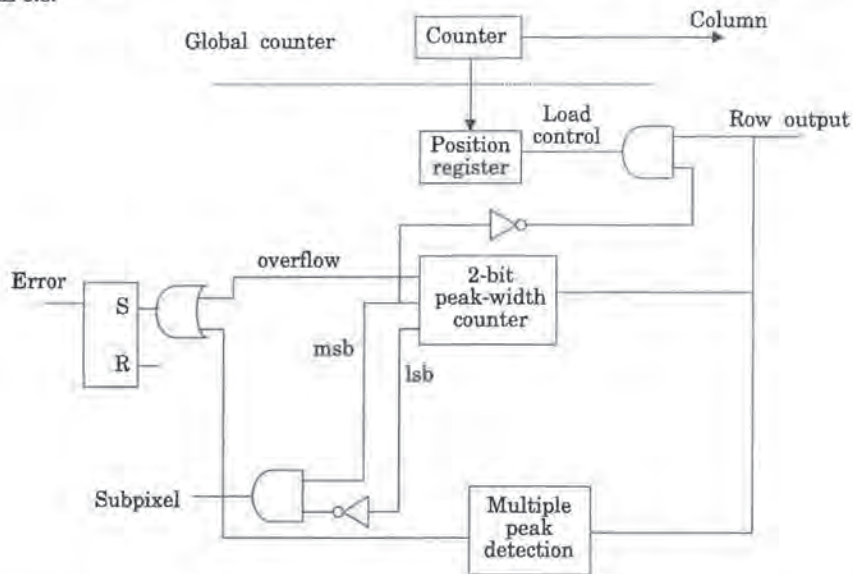 Global counter
Counter
Column
Position
register
Load
control
Row output
Error
S
R
overflow
2-bit
peak-width
counter
msb
lsb
Subpixel
Multiple
peak
detection